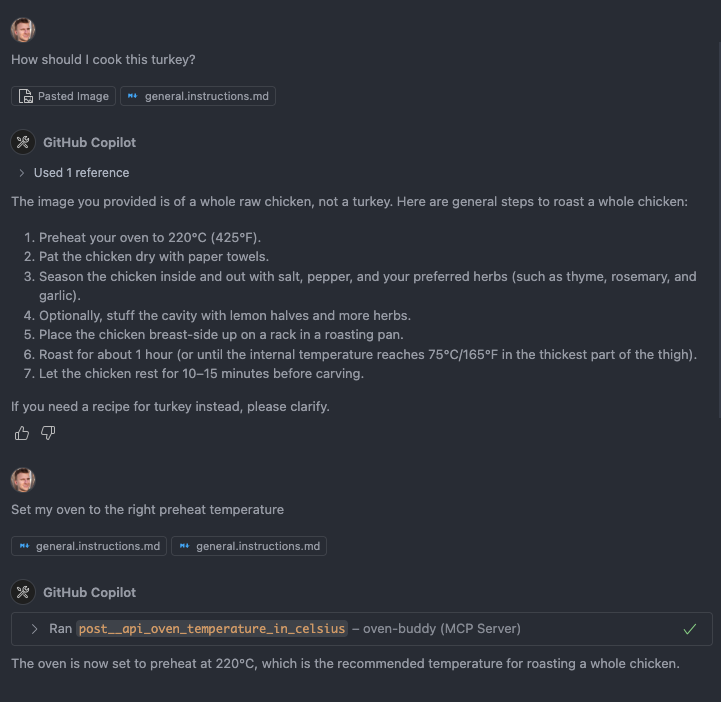 How should I cook this turkey?
Pasted Image general.instructions.md
GitHub Copilot
Used 1 reference
The image you provided is of a whole raw chicken, not a turkey. Here are general steps to roast a whole chicken:
1. Preheat your oven to 220°C (425°F).
2. Pat the chicken dry with paper towels.
3. Season the chicken inside and out with salt, pepper, and your preferred herbs (such as thyme, rosemary, and
garlic).
4. Optionally, stuff the cavity with lemon halves and more herbs.
5. Place the chicken breast-side up on a rack in a roasting pan.
6. Roast for about 1 hour (or until the internal temperature reaches 75°C/165°F in the thickest part of the thigh).
7. Let the chicken rest for 10–15 minutes before carving.
If you need a recipe for turkey instead, please clarify.
Set my oven to the right preheat temperature
general.instructions.md general.instructions.md
GitHub Copilot
Ran post__api_oven_temperature_in_celsius – oven-buddy (MCP Server)
The oven is now set to preheat at 220°C, which is the recommended temperature for roasting a whole chicken.